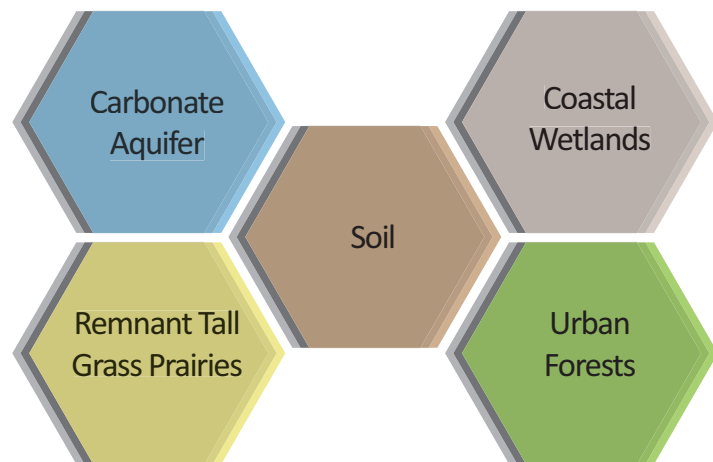 Carbonate
Aquifer
Coastal
Wetlands
Soil
Remnant Tall
Grass Prairies
Urban
Forests